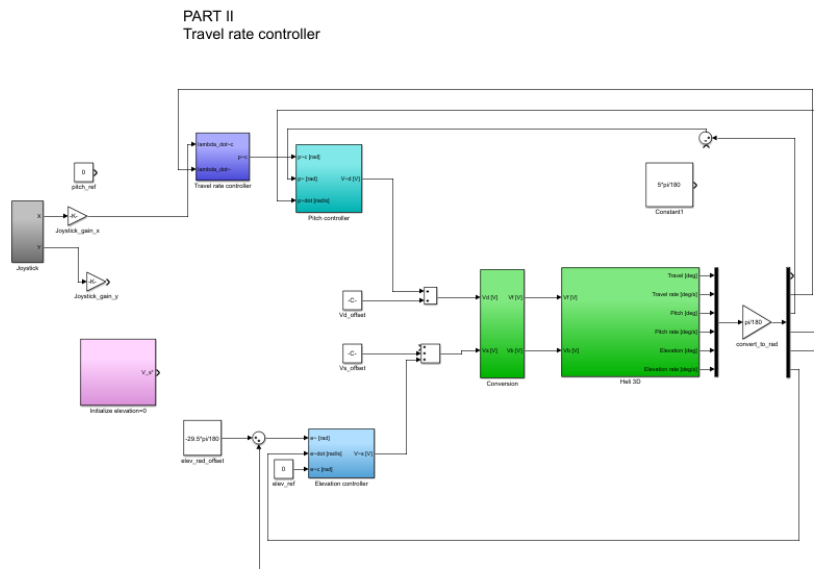 PART II
Travel rate controller
lambda_dot~c
p~c
lambda_dot~
Travel rate controller
0
pitch_ref
p~c [rad]
p~ [rad]
V~d [V]
p~dot [rad/s]
Pitch controller
5*pi/180
Constant1
X
Y
Joystick
-K-
Joystick_gain_x
-K-
Joystick_gain_y
-C-
Vd_offset
-C-
Vs_offset
Vd [V]
Vf [V]
Vs [V]
Vb [V]
Conversion
Vf [V]
Vb [V]
Travel [deg]
Travel rate [deg/s]
Pitch [deg]
Pitch rate [deg/s]
Elevation [deg]
Elevation rate [deg/s]
Heli 3D
pi/180
convert_to_rad
V_s*
Initialize elevation=0
-29.5*pi/180
elev_rad_offset
0
elev_ref
e~ [rad]
e~dot [rad/s]
V~s [V]
e~c [rad]
Elevation controller